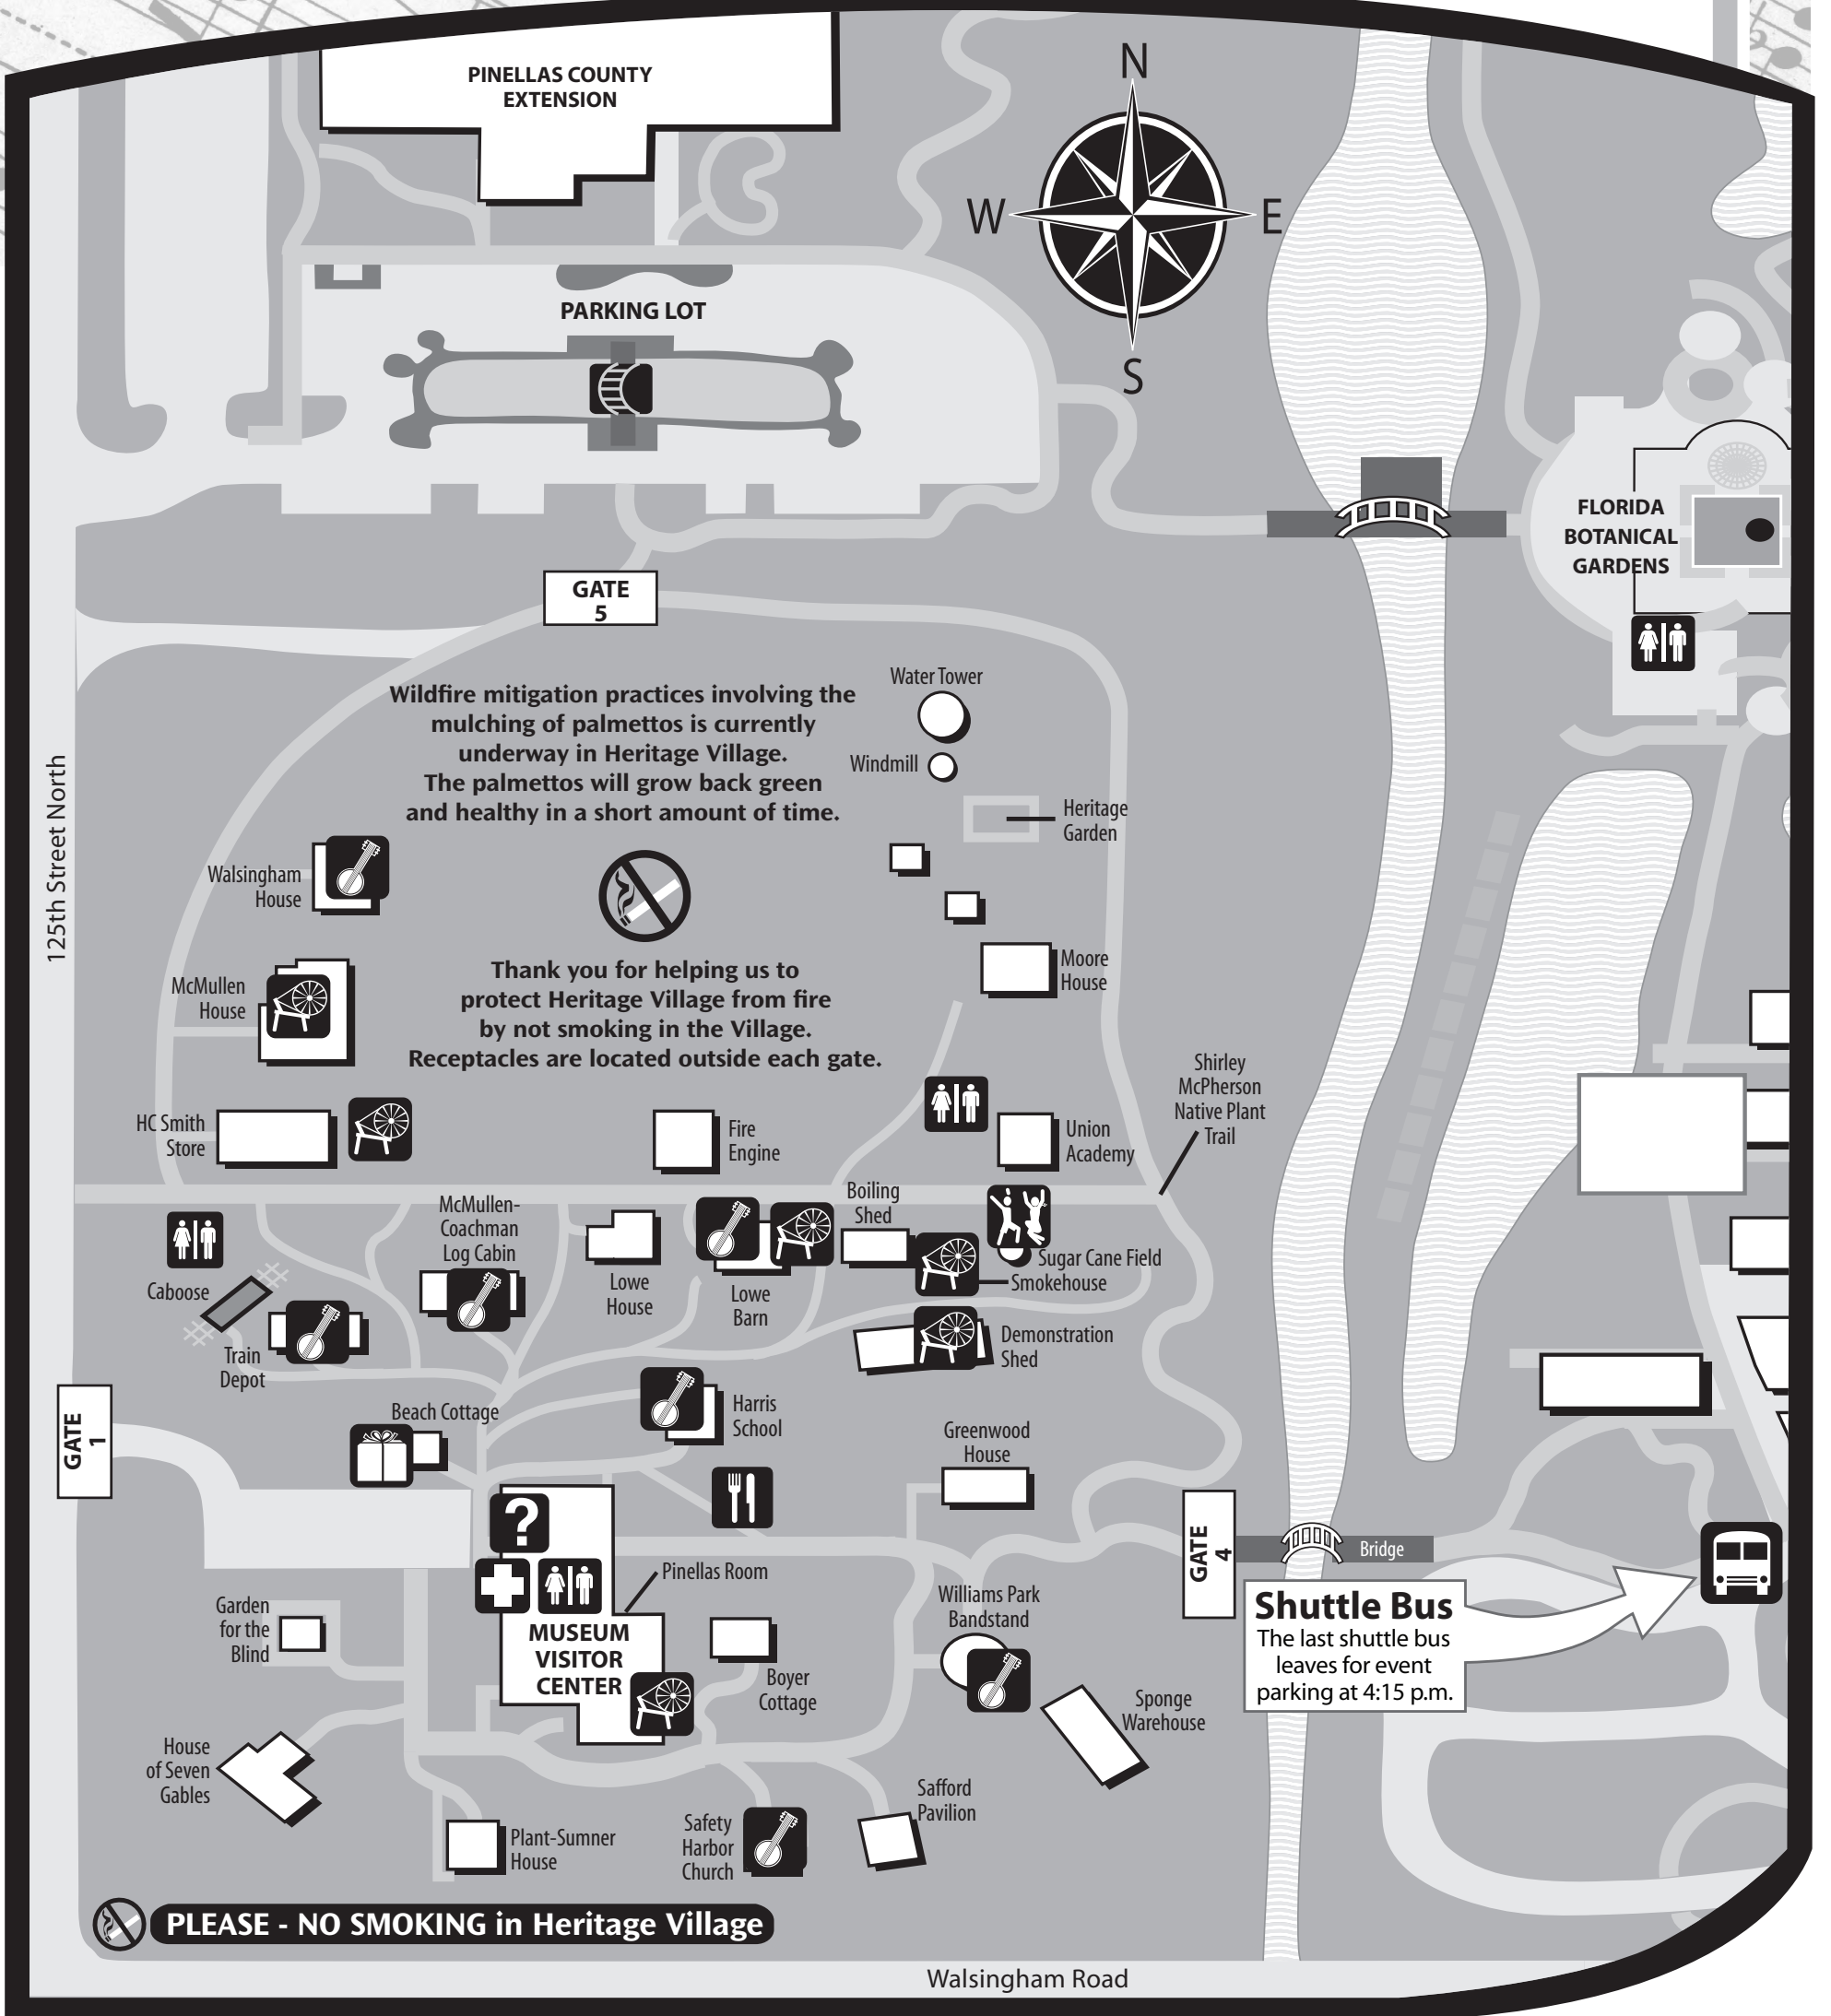 PINELLAS COUNTY
EXTENSION
N
W
E
S
PARKING LOT
FLORIDA
BOTANICAL
GARDENS
GATE
5
Wildfire mitigation practices involving the
mulching of palmettos is currently
underway in Heritage Village.
The palmettos will grow back green
and healthy in a short amount of time.
Water Tower
Windmill
Heritage
Garden
125th Street North
Walsingham
House
Thank you for helping us to
protect Heritage Village from fire
by not smoking in the Village.
Receptacles are located outside each gate.
Moore
House
McMullen
House
Shirley
McPherson
Native Plant
Trail
HC Smith
Store
Fire
Engine
Union
Academy
McMullen-
Coachman
Log Cabin
Boiling
Shed
Sugar Cane Field
Smokehouse
Caboose
Lowe
House
Lowe
Barn
Train
Depot
Demonstration
Shed
GATE
1
Beach Cottage
Harris
School
Greenwood
House
?
GATE
4
Bridge
Pinellas Room
Williams Park
Bandstand
Shuttle Bus
The last shuttle bus
leaves for event
parking at 4:15 p.m.
Garden
for the
Blind
MUSEUM
VISITOR
CENTER
Boyer
Cottage
Sponge
Warehouse
House
of Seven
Gables
Safford
Pavilion
Plant-Sumner
House
Safety
Harbor
Church
PLEASE - NO SMOKING in Heritage Village
Walsingham Road